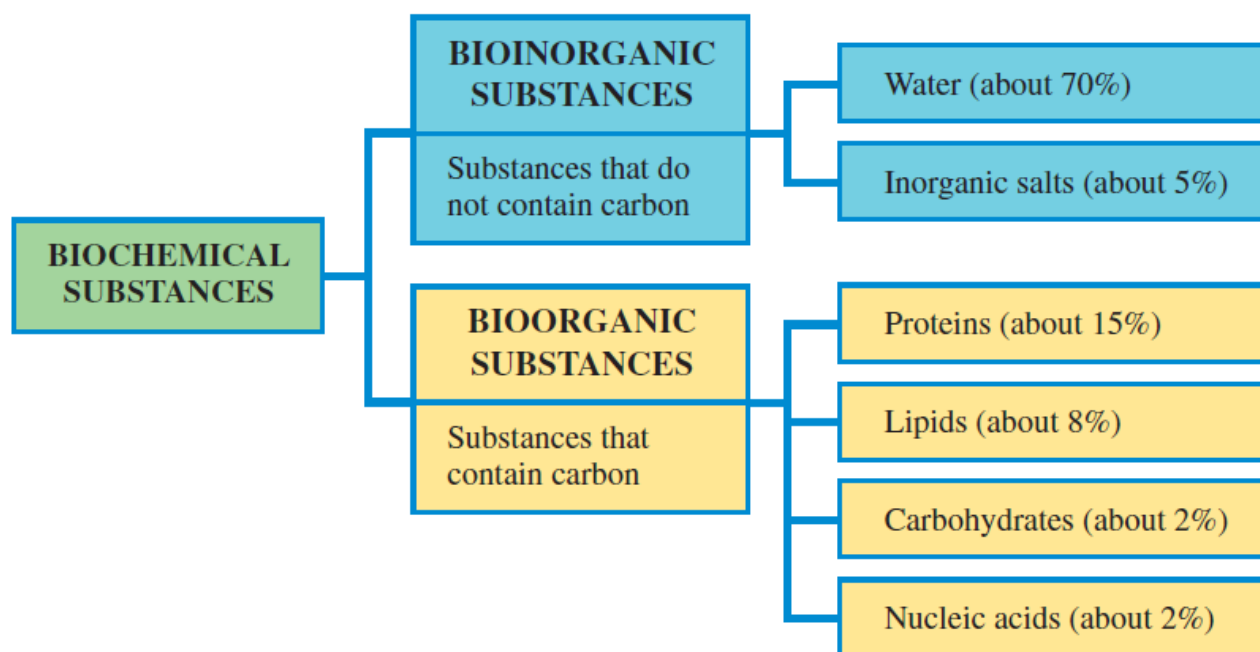 BIOCHEMICAL
SUBSTANCES
BIOINORGANIC
SUBSTANCES
Substances that do
not contain carbon
Water (about 70%)
Inorganic salts (about 5%)
BIOORGANIC
SUBSTANCES
Substances that
contain carbon
Proteins (about 15%)
Lipids (about 8%)
Carbohydrates (about 2%)
Nucleic acids (about 2%)